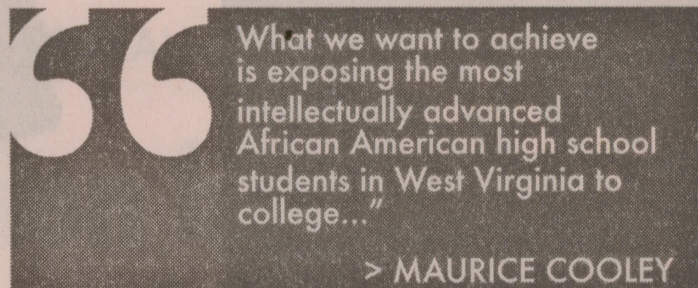 “
What we want to achieve
is exposing the most
intellectually advanced
African American high school
students in West Virginia to
college...”
> MAURICE COOLEY